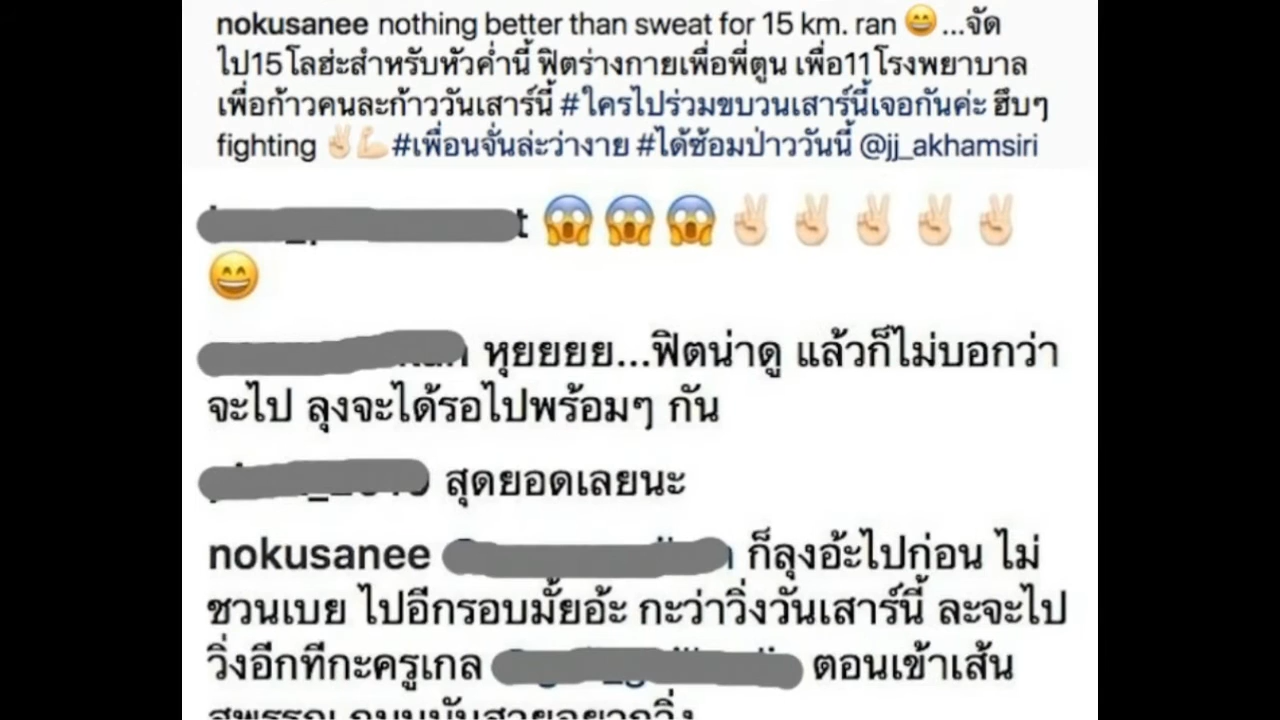 nokusanee nothing better than sweat for 15 km. ran 😄...จัด
ไป15โลฮ่ะสำหรับหัวค่ำนี้ ฟิตร่างกายเพื่อพี่ตูน เพื่อ11โรงพยาบาล
เพื่อก้าวคนละก้าววันเสาร์นี้ #ใครไปร่วมขบวนเสาร์นี้เจอกันค่ะ ฮึบๆ
fighting ✌🏻💪🏻#เพื่อนจั่นล่ะว่างาย #ได้ซ้อมป่าววันนี้ @jj_akhamsiri
😱😱😱✌🏻✌🏻✌🏻✌🏻✌🏻
😄
หุยยยย...ฟิตน่าดู แล้วก็ไม่บอกว่า
จะไป ลุงจะได้รอไปพร้อมๆ กัน
สุดยอดเลยนะ
nokusanee ก็ลุงอ้ะไปก่อน ไม่
ชวนเบย ไปอีกรอบมั้ยอ้ะ กะว่าวิ่งวันเสาร์นี้ ละจะไป
วิ่งอีกทีกะครูเกล ตอนเข้าเส้น